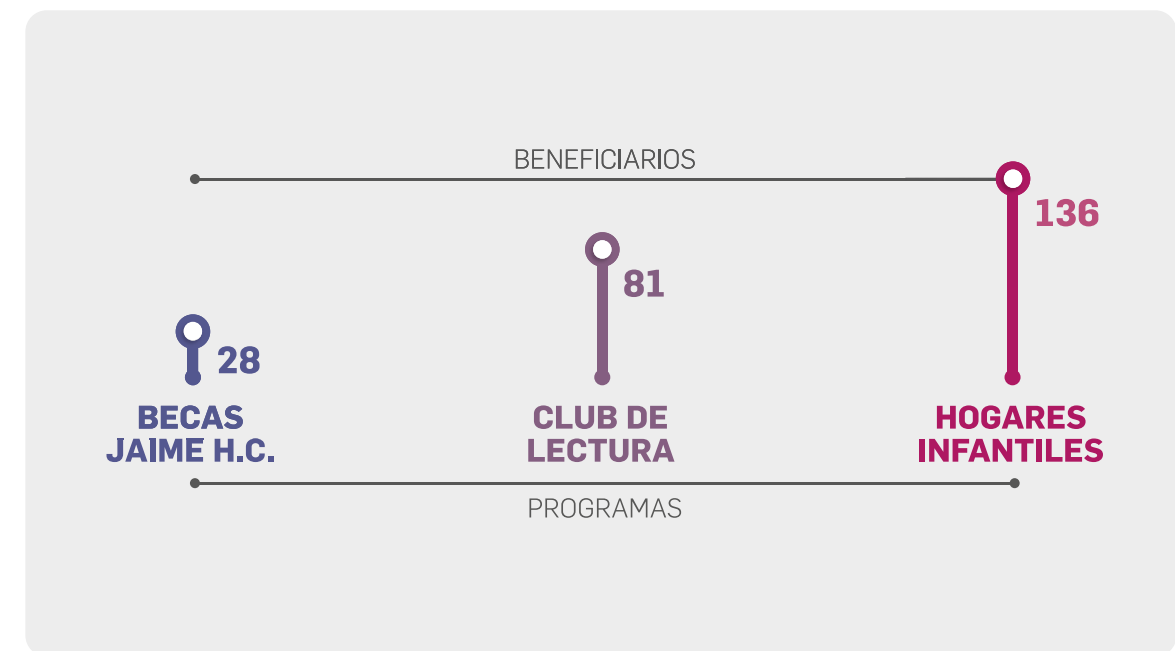 BENEFICIARIOS
136
81
28
BECAS
JAIME H.C.
CLUB DE
LECTURA
HOGARES
INFANTILES
PROGRAMAS